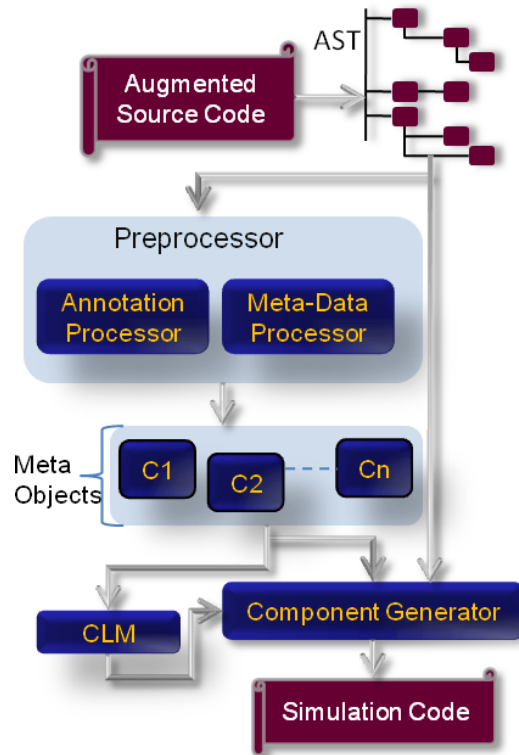 AST
Augmented
Source Code
Preprocessor
Annotation
Processor
Meta-Data
Processor
Meta
Objects
C1
C2
Cn
CLM
Component Generator
Simulation Code